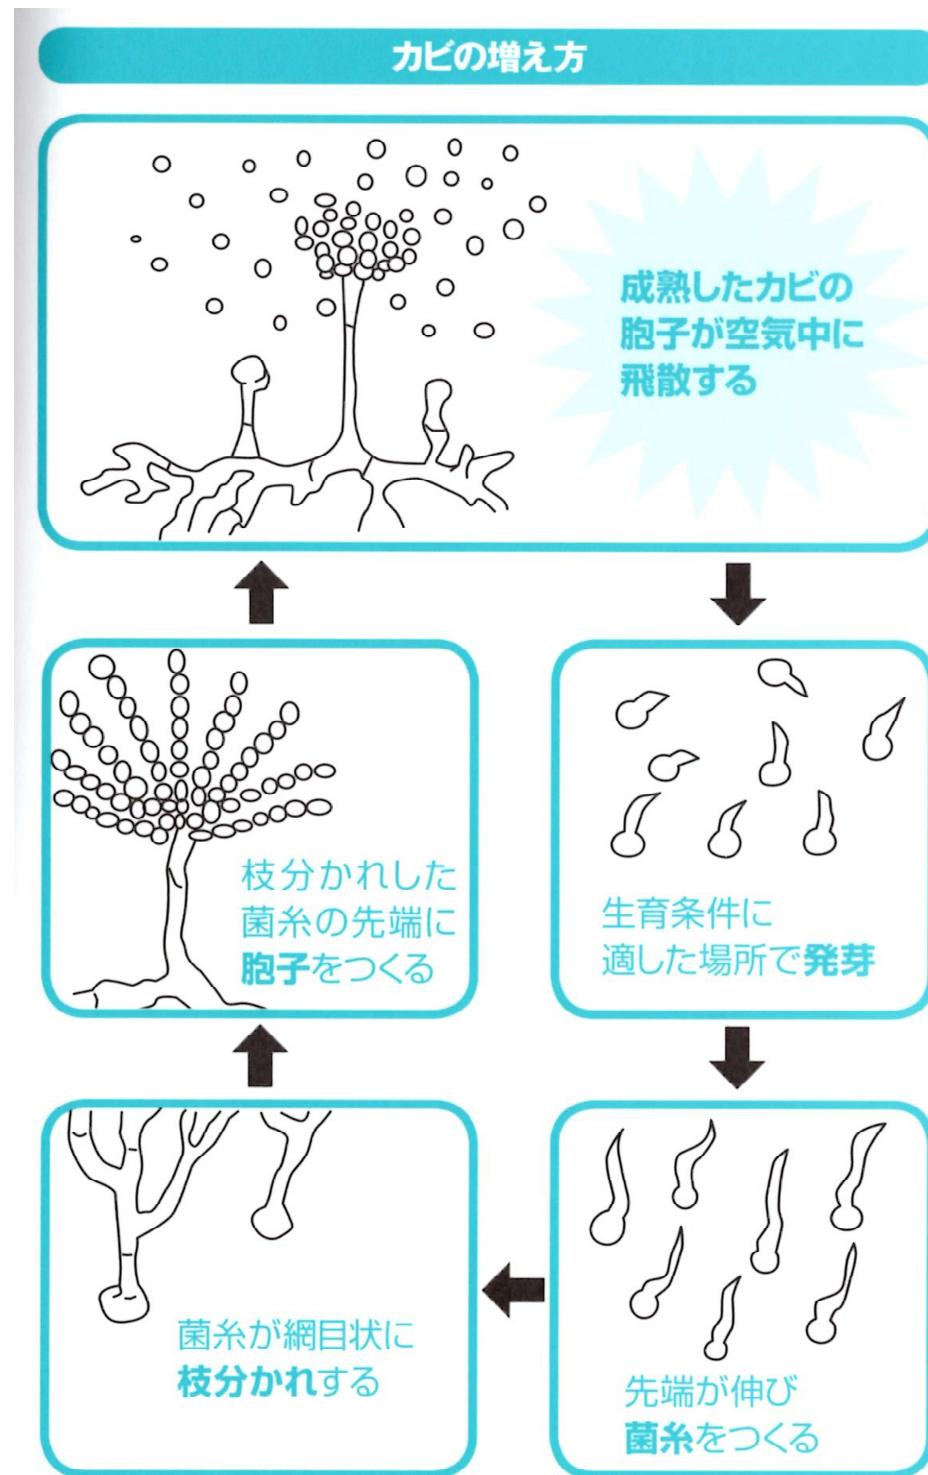 カビの増え方
成熟したカビの
胞子が空気中に
飛散する
生育条件に
適した場所で発芽
先端が伸び
菌糸をつくる
菌糸が網目状に
枝分かれする
枝分かれした
菌糸の先端に
胞子をつくる